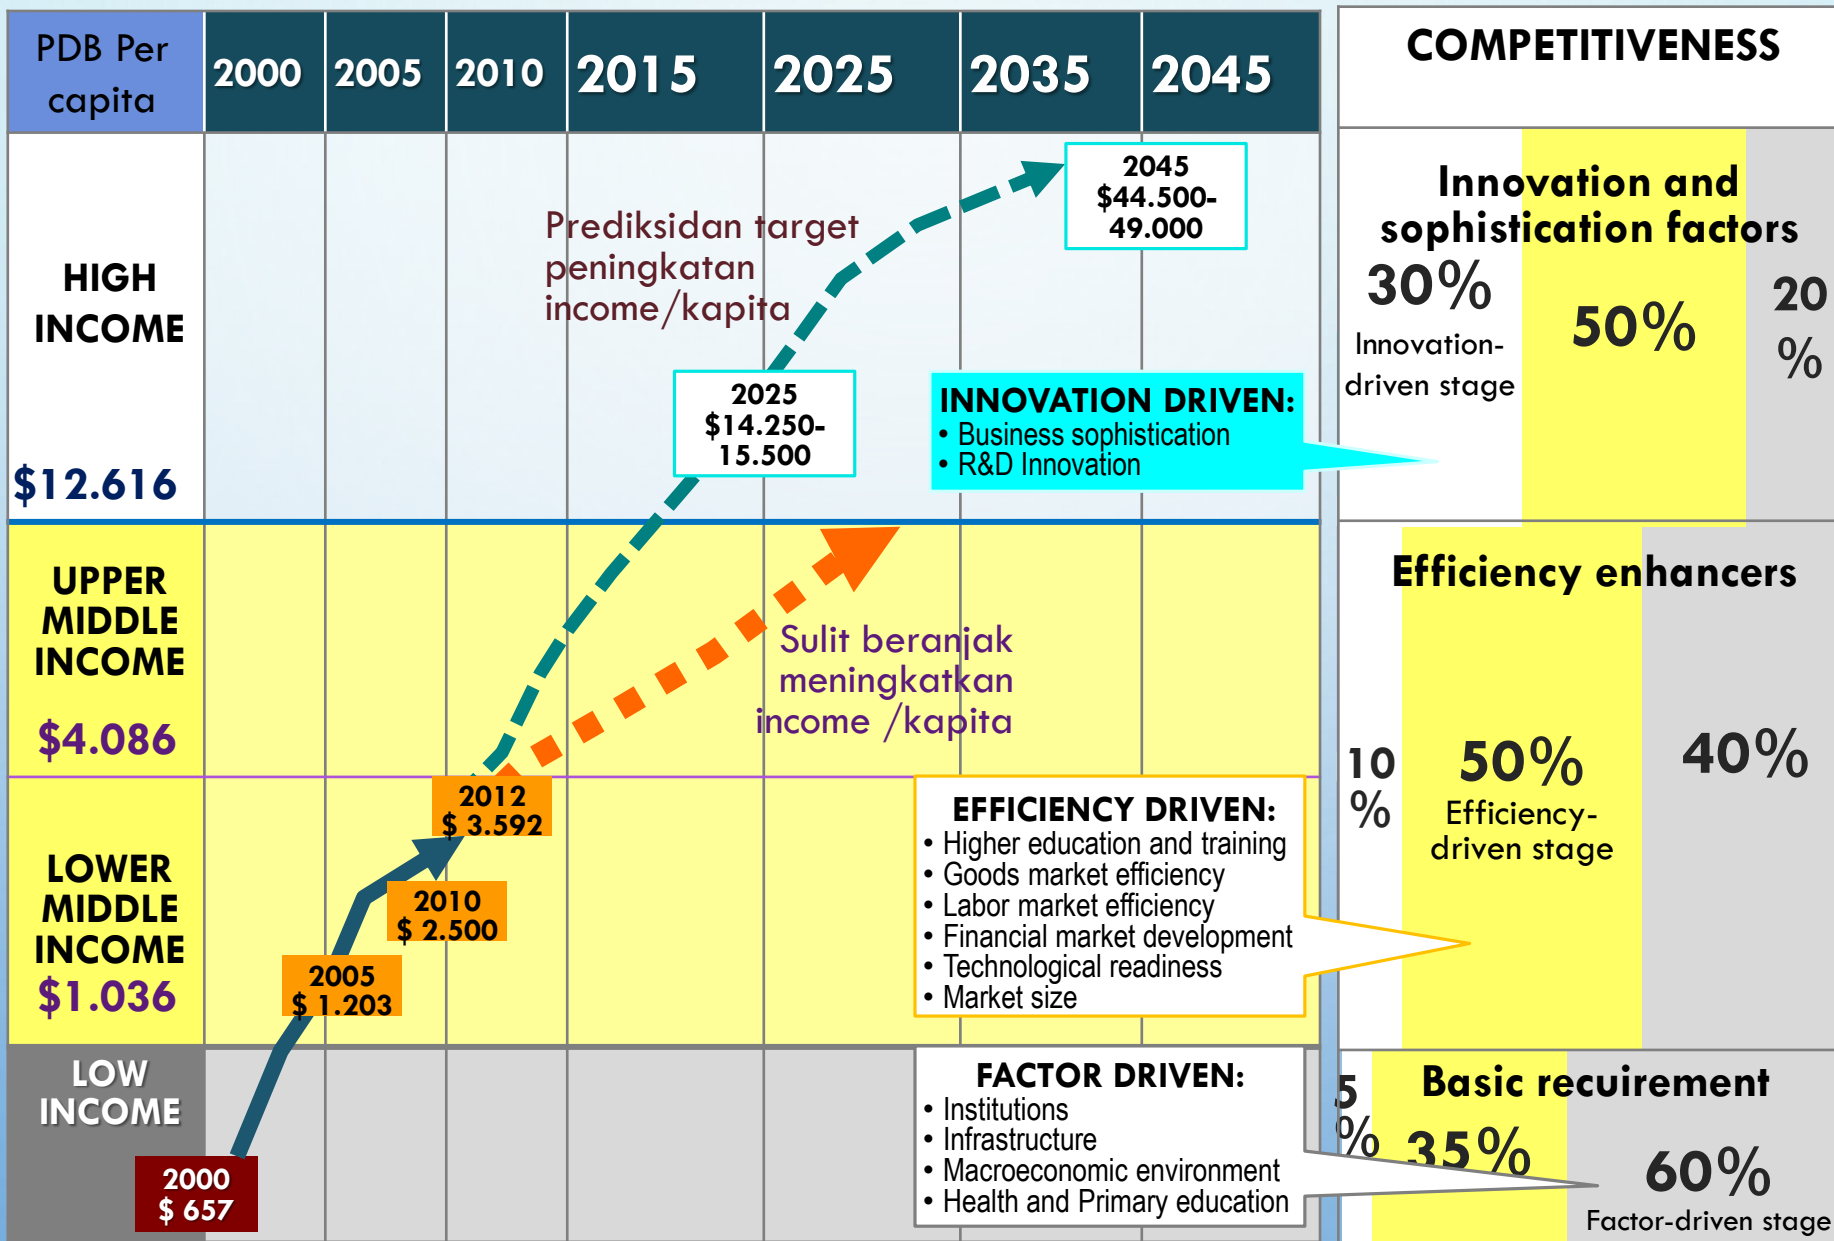 PDB Per
capita
2000
2005
2010
2015
2025
2035
2045
COMPETITIVENESS
HIGH
INCOME
$12.616
UPPER
MIDDLE
INCOME
$4.086
LOWER
MIDDLE
INCOME
$1.036
LOW
INCOME
2000
$ 657
2005
$ 1.203
2010
$ 2.500
2012
$ 3.592
Prediksidan target
peningkatan
income/kapita
2025
$14.250-
15.500
2045
$44.500-
49.000
Sulit beranjak
meningkatkan
income /kapita
INNOVATION DRIVEN:
• Business sophistication
• R&D Innovation
EFFICIENCY DRIVEN:
• Higher education and training
• Goods market efficiency
• Labor market efficiency
• Financial market development
• Technological readiness
• Market size
FACTOR DRIVEN:
• Institutions
• Infrastructure
• Macroeconomic environment
• Health and Primary education
Innovation and
sophistication factors
30%
Innovation-
driven stage
50%
20
%
Efficiency enhancers
10
%
50%
Efficiency-
driven stage
40%
Basic recuirement
5
%
35%
60%
Factor-driven stage